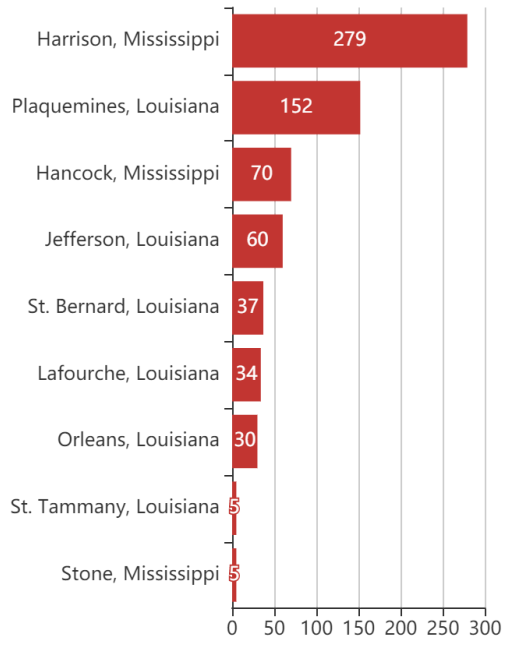 Harrison, Mississippi 279
Plaquemines, Louisiana 152
Hancock, Mississippi 70
Jefferson, Louisiana 60
St. Bernard, Louisiana 37
Lafourche, Louisiana 34
Orleans, Louisiana 30
St. Tammany, Louisiana 5
Stone, Mississippi 5
0 50 100 150 200 250 300